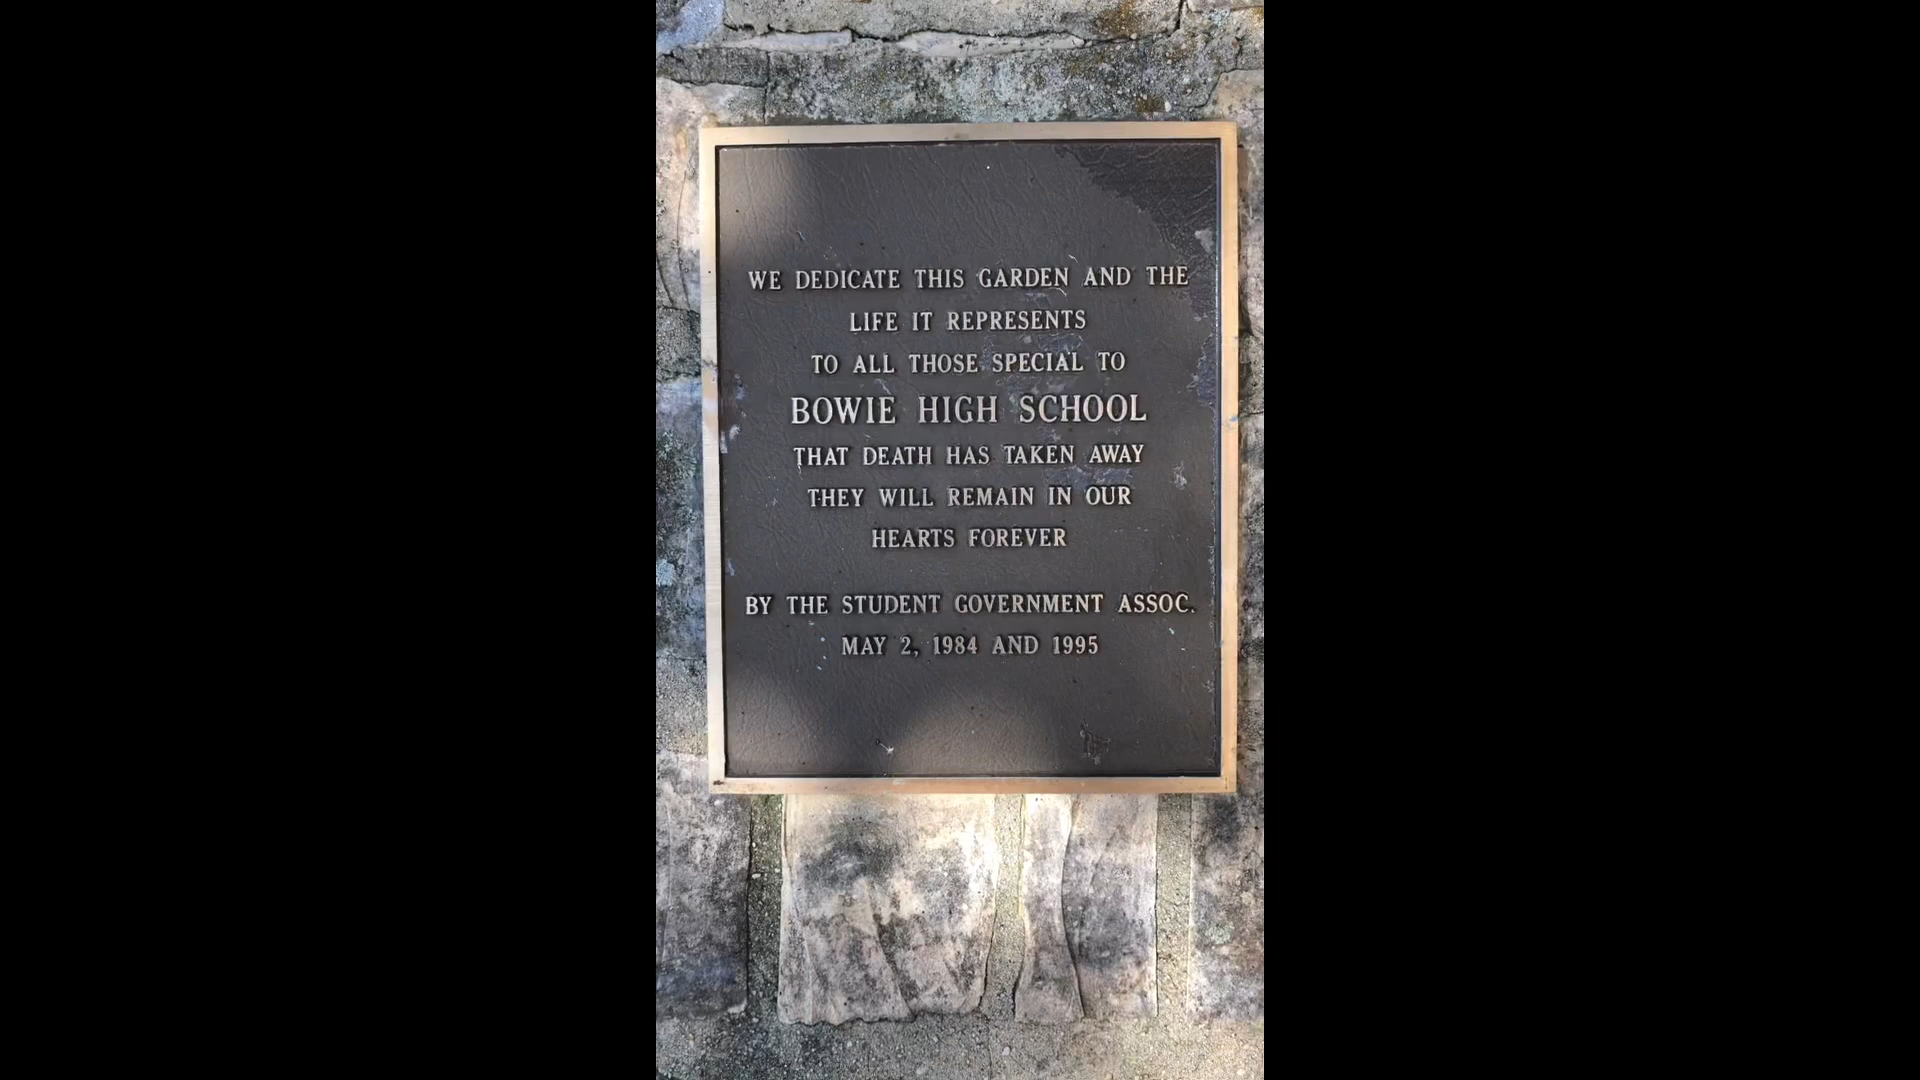 WE DEDICATE THIS GARDEN AND THE
LIFE IT REPRESENTS
TO ALL THOSE SPECIAL TO
BOWIE HIGH SCHOOL
THAT DEATH HAS TAKEN AWAY
THEY WILL REMAIN IN OUR
HEARTS FOREVER
BY THE STUDENT GOVERNMENT ASSOC.
MAY 2, 1984 AND 1995